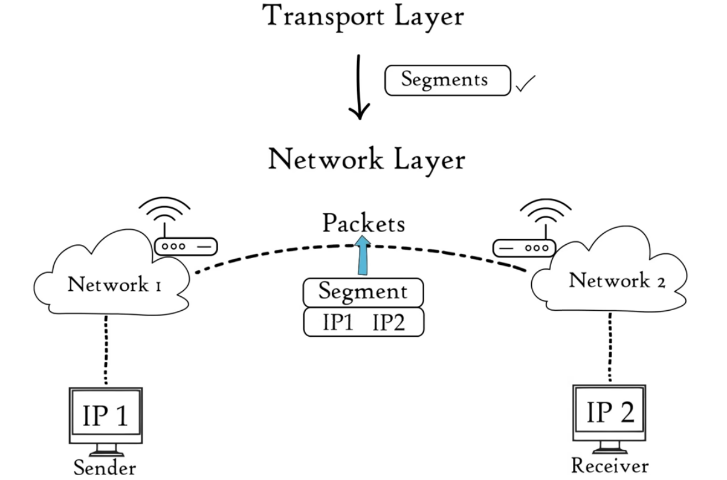 Transport Layer
Segments
Network Layer
Packets
Network 1
Segment
IP1 IP2
Network 2
IP 1
IP 2
Sender
Receiver